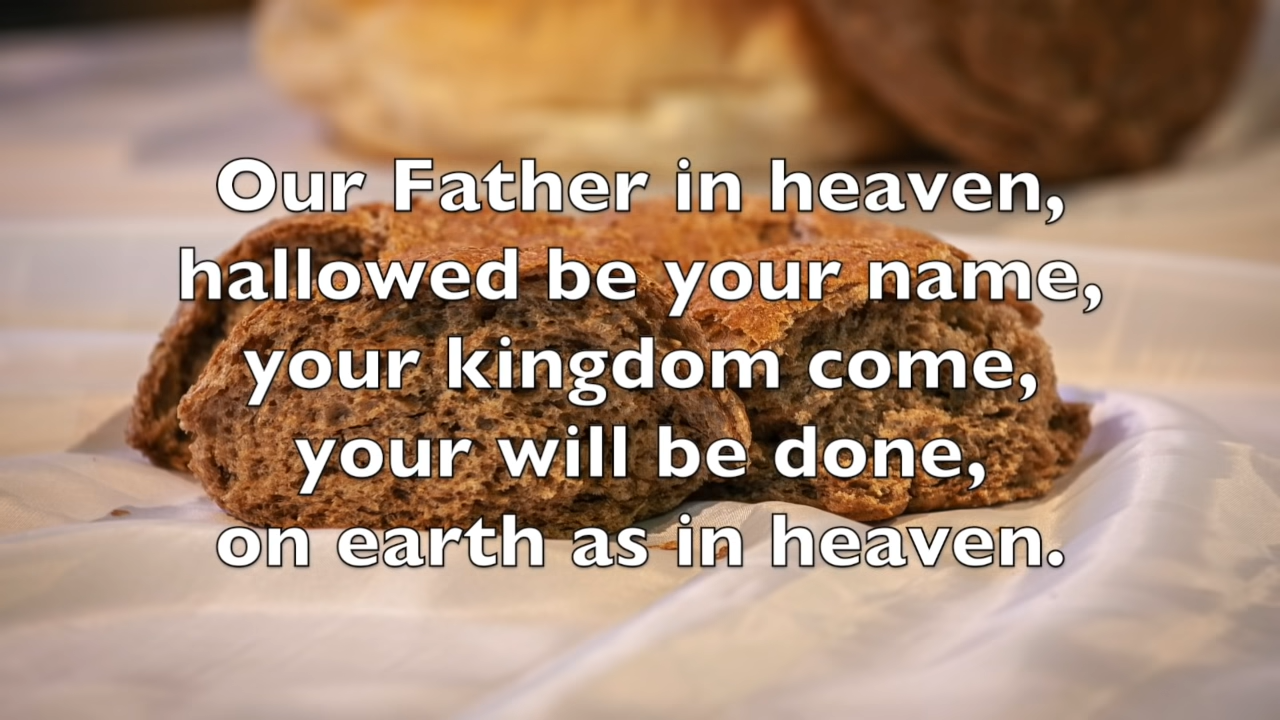 Our Father in heaven,
hallowed be your name,
your kingdom come,
your will be done,
on earth as in heaven.